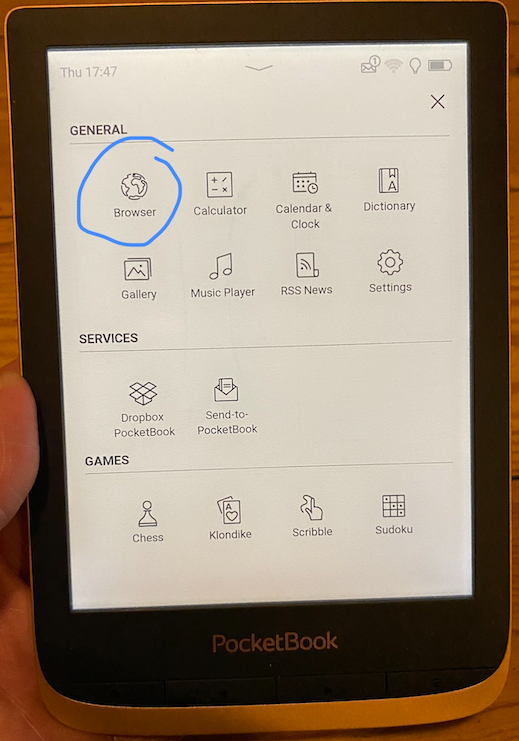 Thu 17:47
1
GENERAL
Browser
Calculator
Calendar &
Clock
Dictionary
Gallery
Music Player
RSS News
Settings
SERVICES
Dropbox
PocketBook
Send-to-
PocketBook
GAMES
Chess
Klondike
Scribble
Sudoku
PocketBook